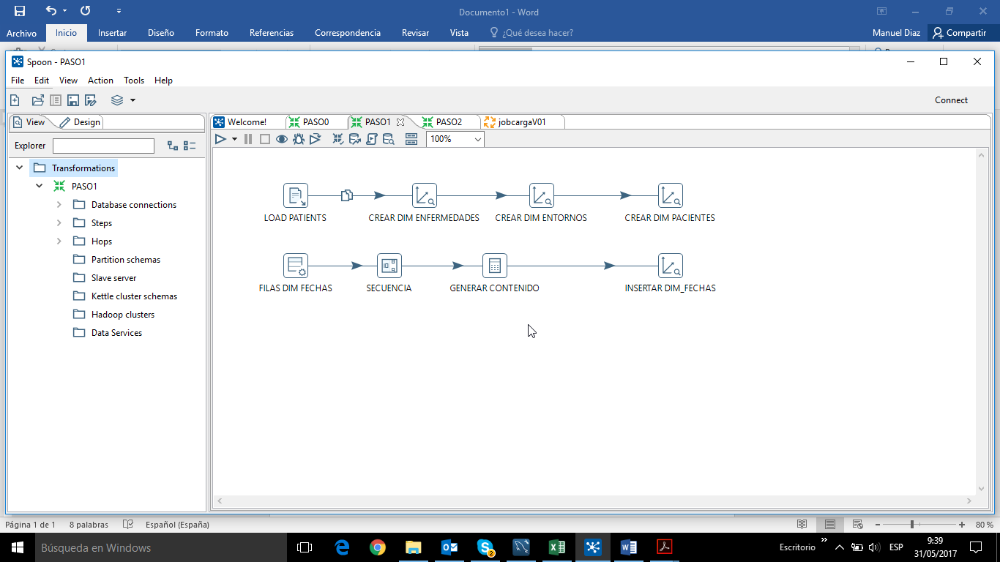 Documento1 - Word
Archivo Inicio Insertar Diseño Formato Referencias Correspondencia Revisar Vista ¿Qué desea hacer? Manuel Diaz Compartir
Spoon - PASO1
File Edit View Action Tools Help
Connect
View Design Welcome! PASO0 PASO1 PASO2 jobcargaV01
Explorer 100%
Transformations
PASO1
Database connections
Steps
Hops
Partition schemas
Slave server
Kettle cluster schemas
Hadoop clusters
Data Services
LOAD PATIENTS CREAR DIM ENFERMEDADES CREAR DIM ENTORNOS CREAR DIM PACIENTES
FILAS DIM FECHAS SECUENCIA GENERAR CONTENIDO INSERTAR DIM_FECHAS
Página 1 de 1 8 palabras Español (España) 80 %
Búsqueda en Windows 2 Escritorio ESP 9:39
31/05/2017